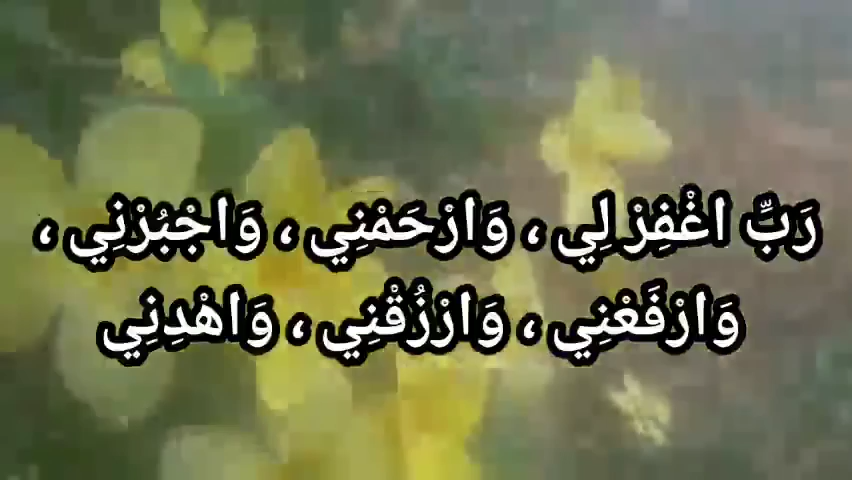 رَبِّ اغْفِرْ لِي ، وَارْحَمْنِي ، وَاجْبُرْنِي ،
وَارْفَعْنِي ، وَارْزُقْنِي ، وَاهْدِنِي